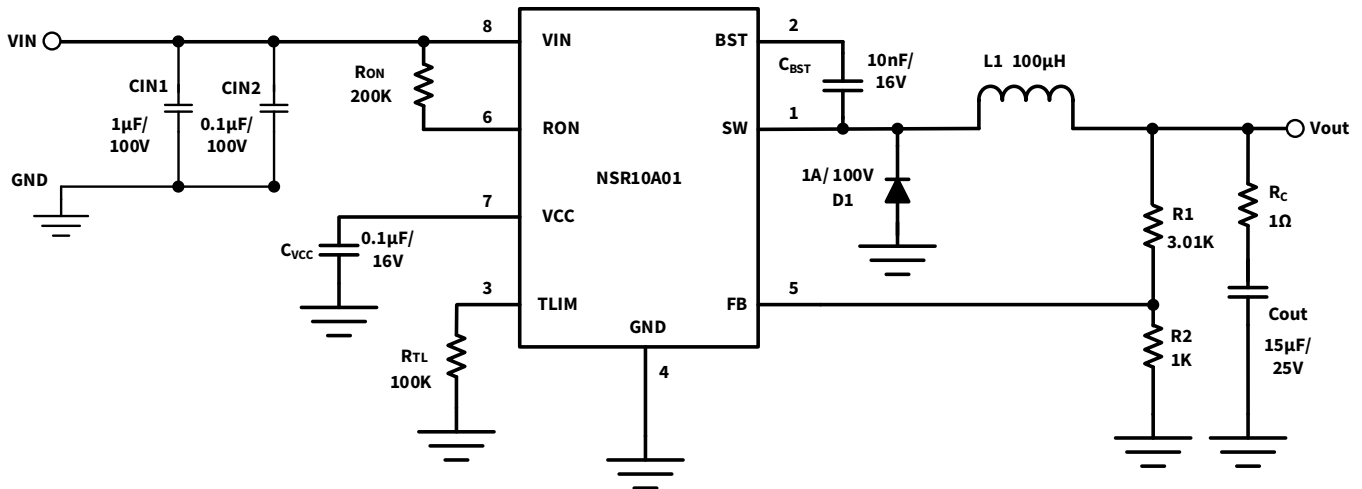 VIN
CIN1
1µF/
100V
CIN2
0.1µF/
100V
GND
RON
200K
8
6
7
3
CVCC
0.1µF/
16V
RTL
100K
VIN
RON
VCC
TLIM
NSR10A01
GND
4
BST
SW
FB
2
1
5
CBST
10nF/
16V
1A/ 100V
D1
L1 100µH
Vout
R1
3.01K
R2
1K
RC
1Ω
Cout
15µF/
25V